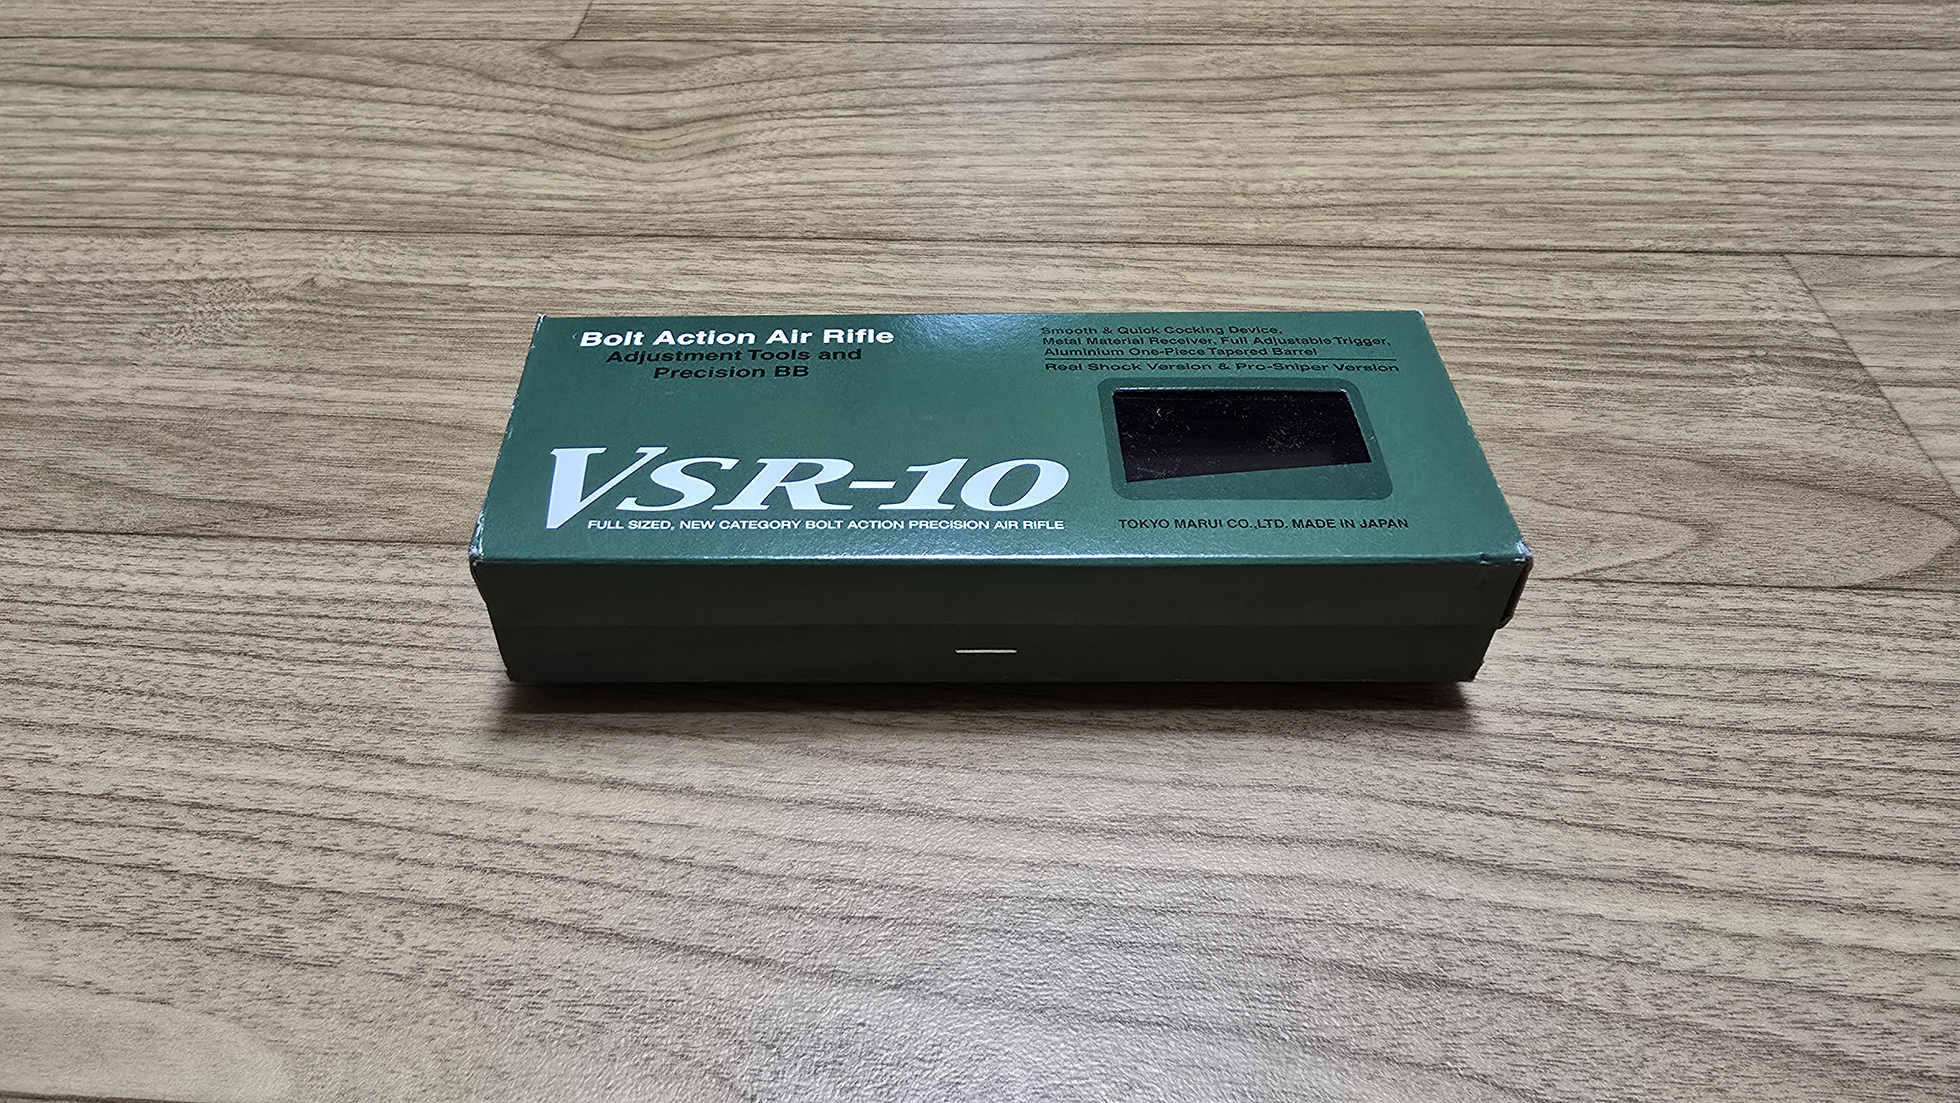 Bolt Action Air Rifle
Adjustment Tools and
Precision BB
Smooth & Quick Cocking Device,
Metal Material Receiver, Full Adjustable Trigger,
Aluminium One-Piece Tapered Barrel
Real Shock Version & Pro-Sniper Version
VSR-10
FULL SIZED, NEW CATEGORY BOLT ACTION PRECISION AIR RIFLE
TOKYO MARUI CO.,LTD. MADE IN JAPAN